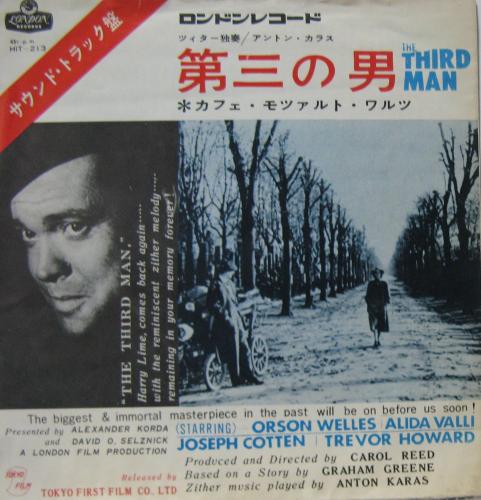 LONDON
RECORDS
45r.p.m.
HIT-213
ロンドンレコード
ツィター独奏/アントン・カラス
サウンド・トラック盤
第三の男
THE THIRD
MAN
*カフェ・モツァルト・ワルツ
"THE THIRD MAN,"
Harry Lime, comes back again.....
with the reminiscent zither melody.....
remaining in your memory forever!
The biggest & immortal masterpiece in the past will be on before us soon!
Presented by ALEXANDER KORDA
and DAVID O. SELZNICK
A LONDON FILM PRODUCTION
(STARRING) ORSON WELLES / ALIDA VALLI
JOSEPH COTTEN / TREVOR HOWARD
Produced and Directed by CAROL REED
Based on a Story by GRAHAM GREENE
Zither music played by ANTON KARAS
Released by
TOKYO FIRST FILM CO. LTD
TOKYO
FILM